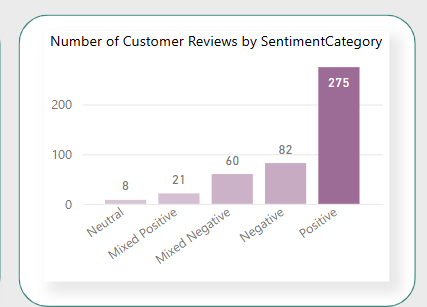 Number of Customer Reviews by SentimentCategory
275
200
100
82
60
21
8
0
Neutral
Mixed Positive
Mixed Negative
Negative
Positive